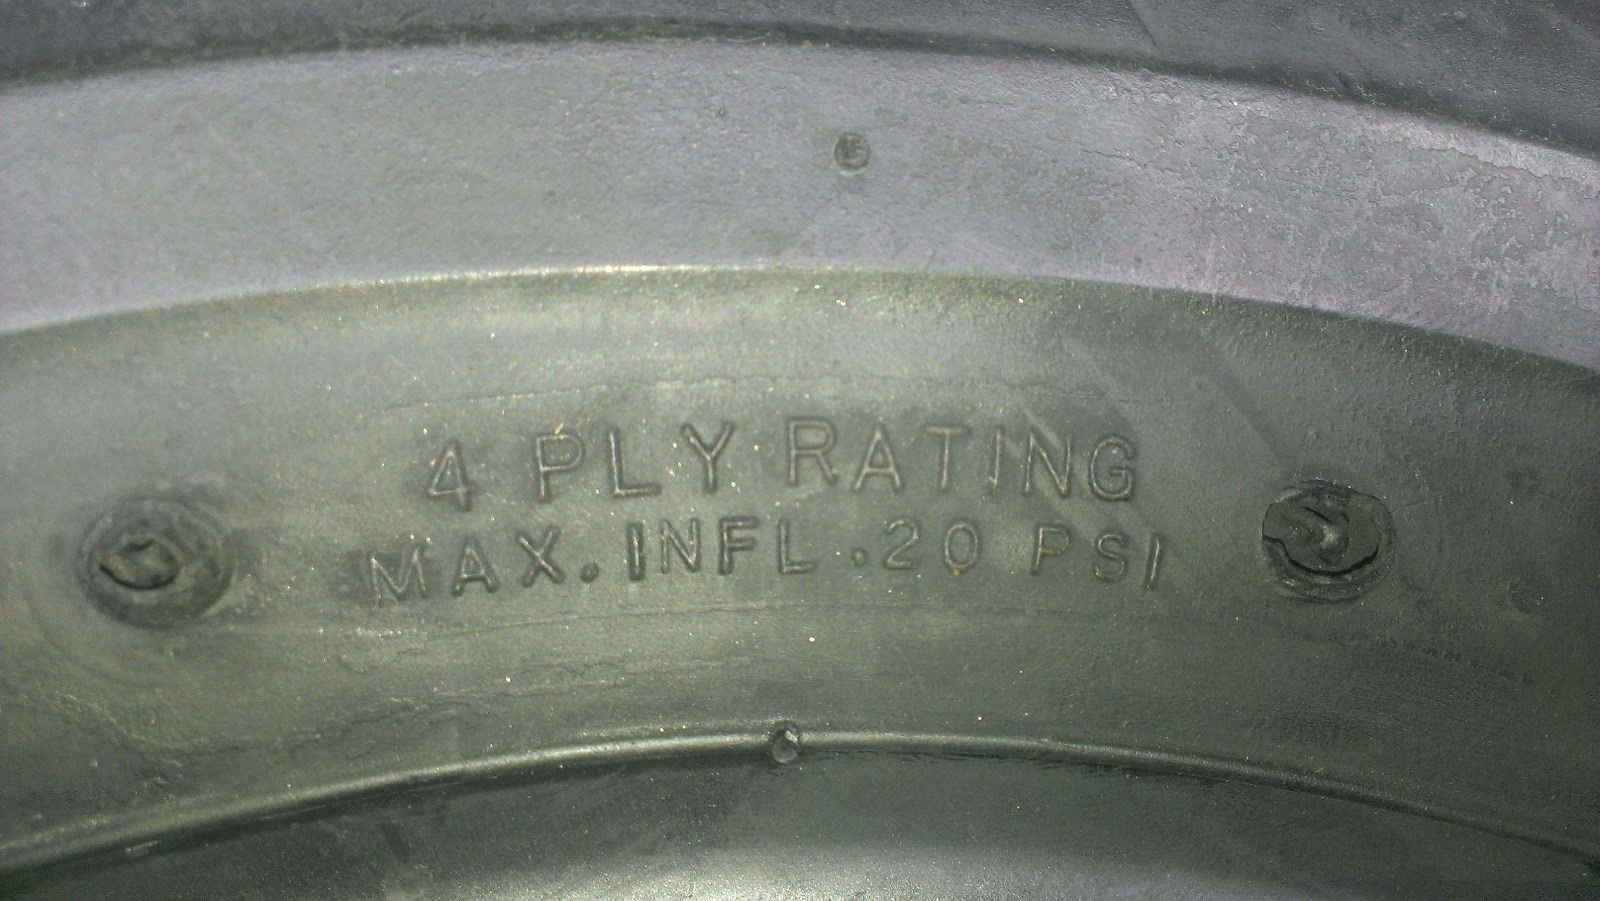 4 PLY RATING
MAX. INFL. 20 PSI